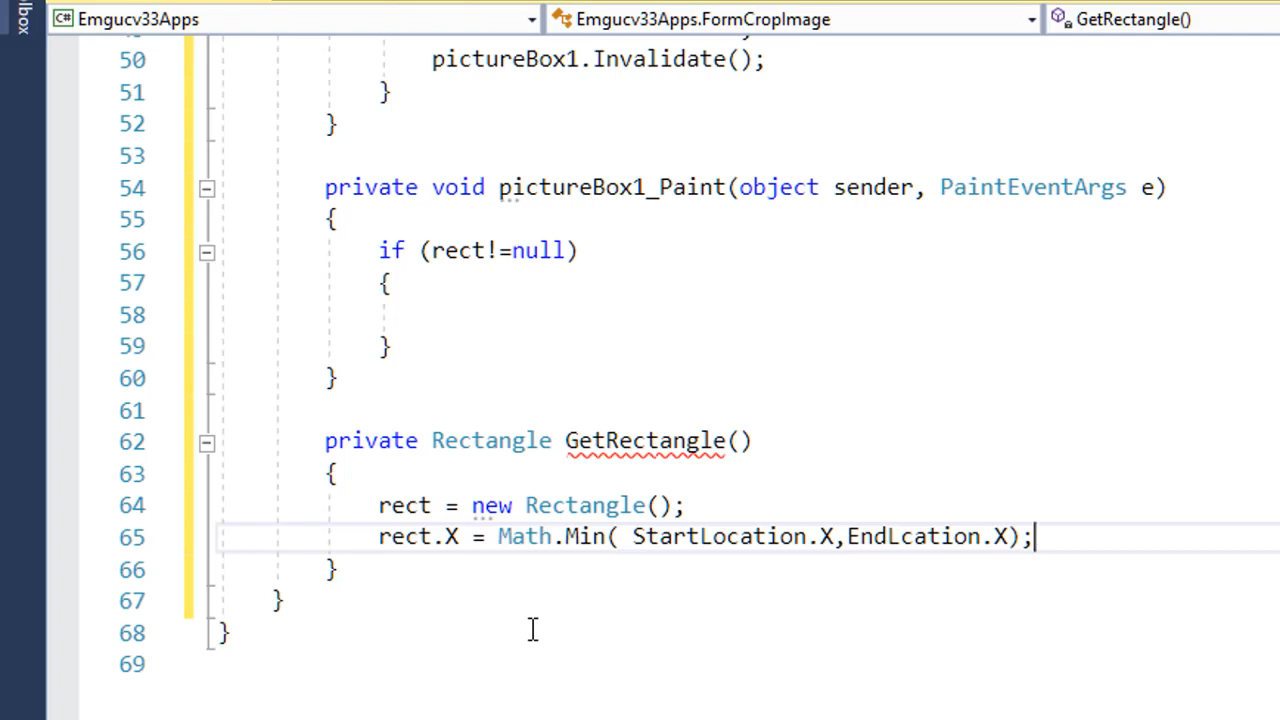 lbox
C# Emgucv33Apps Emgucv33Apps.FormCropImage GetRectangle()
50 pictureBox1.Invalidate();
51 }
52 }
53
54 private void pictureBox1_Paint(object sender, PaintEventArgs e)
55 {
56 if (rect!=null)
57 {
58
59 }
60 }
61
62 private Rectangle GetRectangle()
63 {
64 rect = new Rectangle();
65 rect.X = Math.Min( StartLocation.X,EndLcation.X);
66 }
67 }
68 }
69